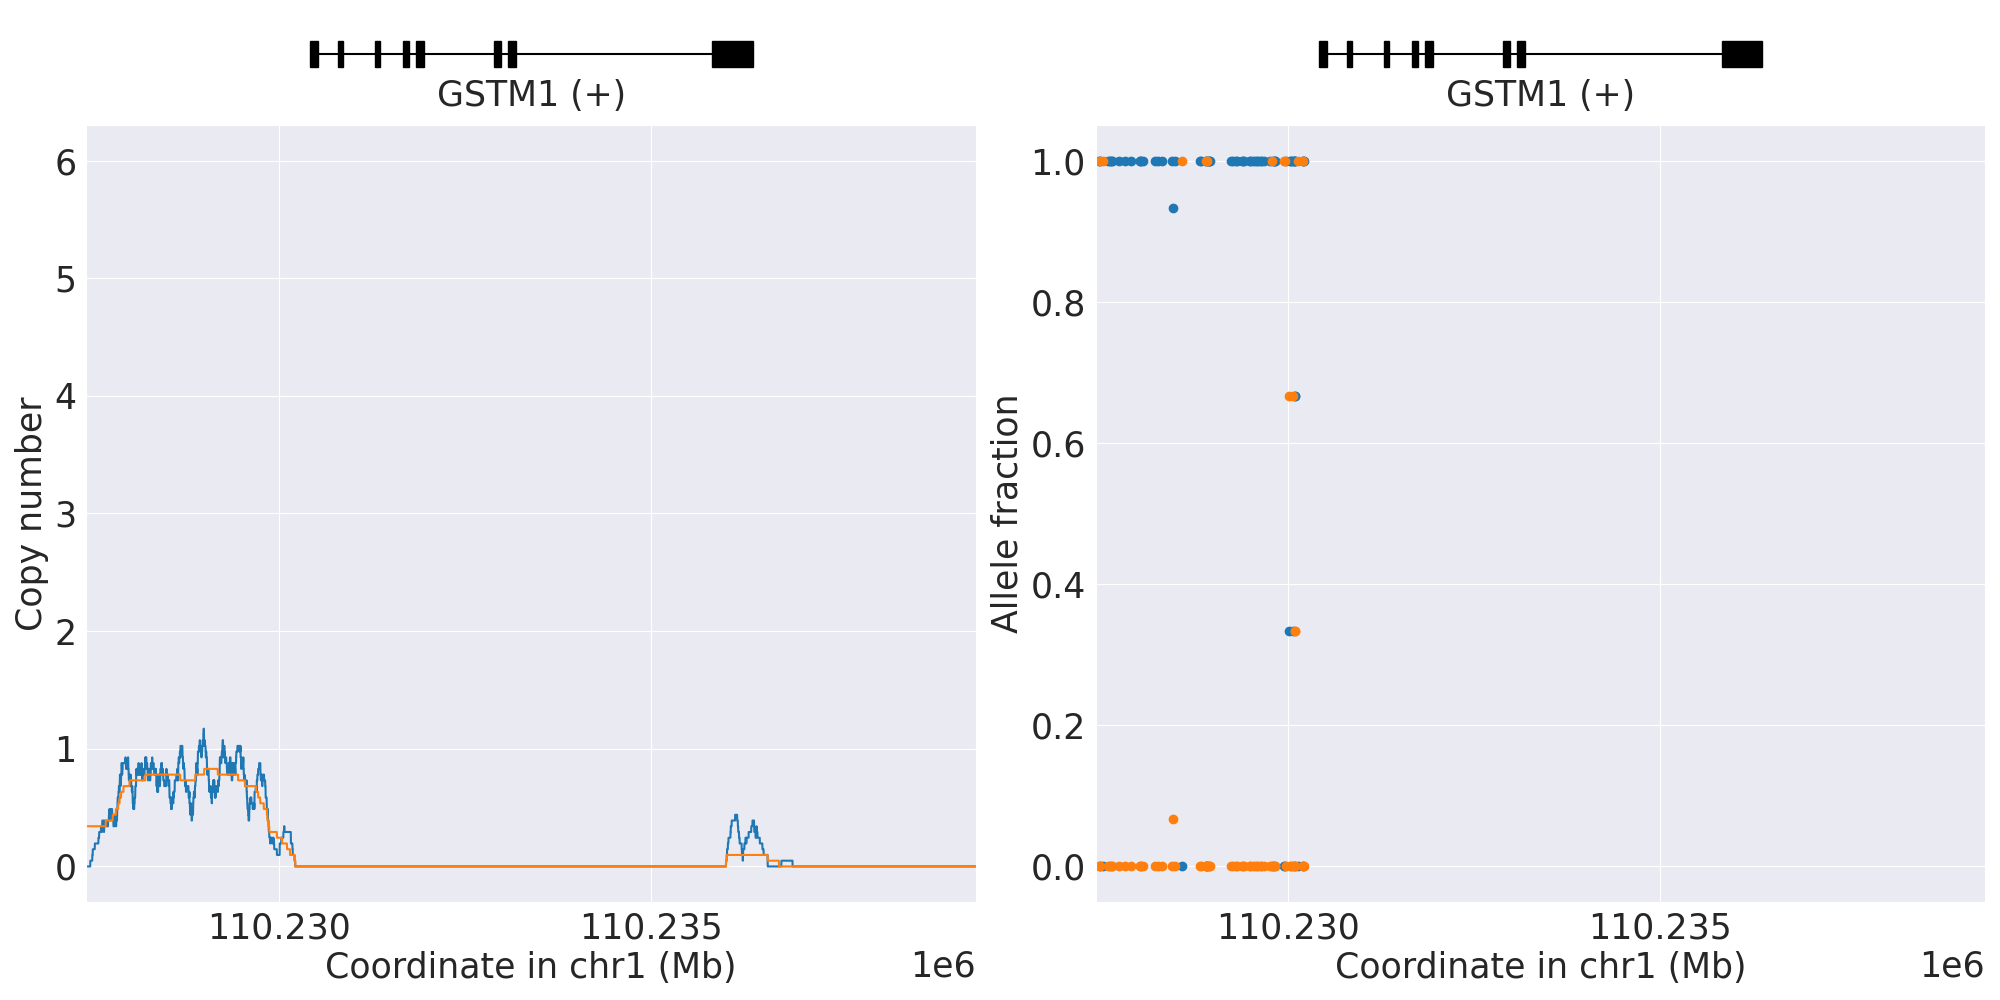 GSTM1 (+)
6
5
4
3
2
1
0
Copy number
110.230
110.235
Coordinate in chr1 (Mb)
1e6
GSTM1 (+)
1.0
0.8
0.6
0.4
0.2
0.0
Allele fraction
110.230
110.235
Coordinate in chr1 (Mb)
1e6